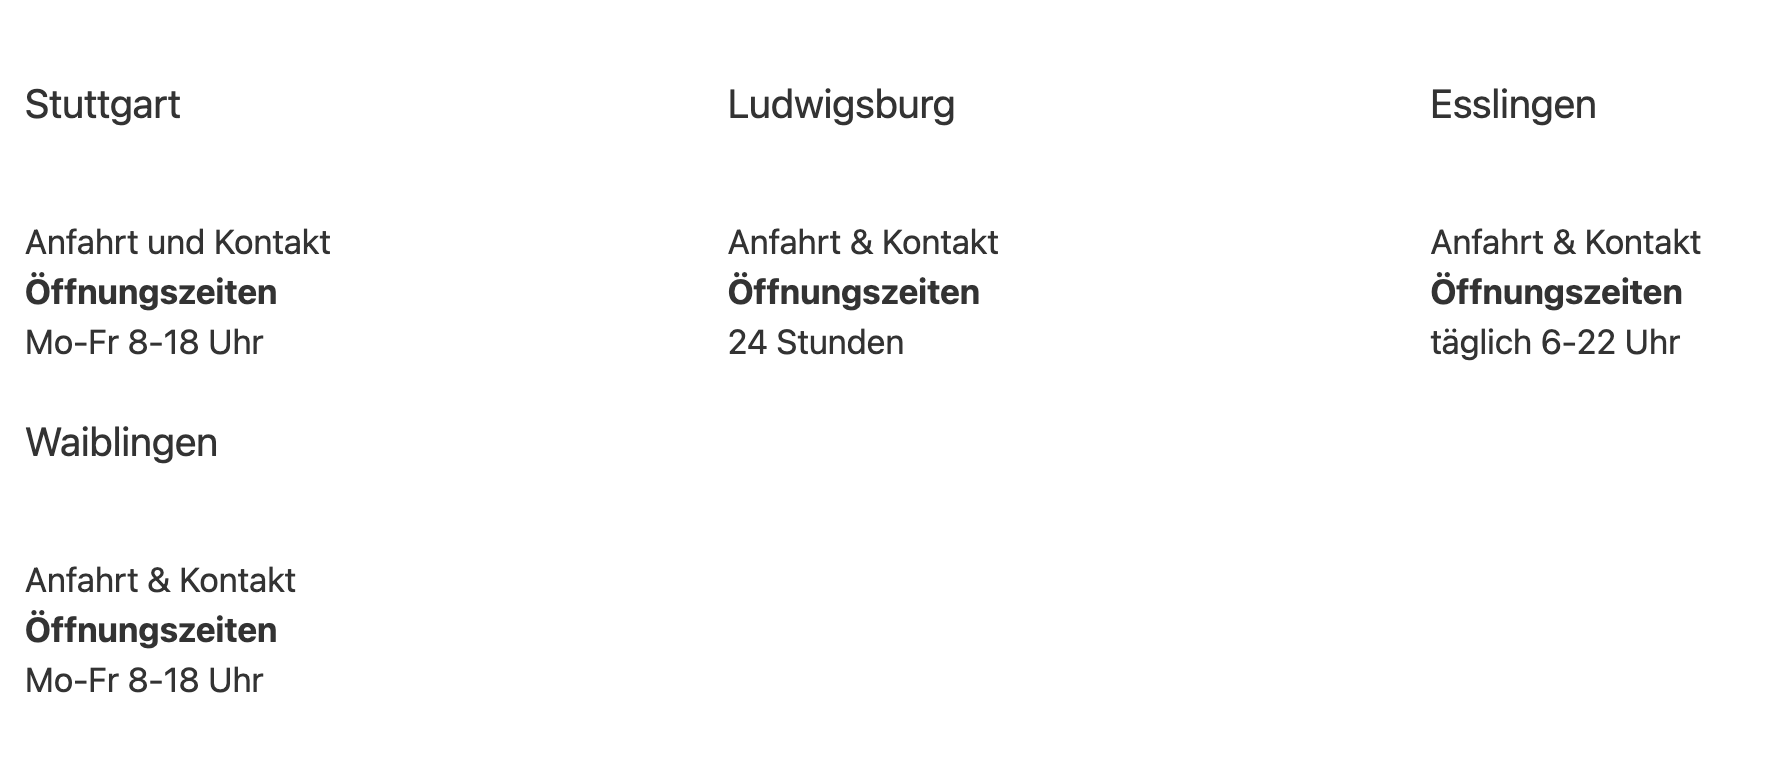 Stuttgart
Anfahrt und Kontakt
Öffnungszeiten
Mo-Fr 8-18 Uhr
Ludwigsburg
Anfahrt & Kontakt
Öffnungszeiten
24 Stunden
Esslingen
Anfahrt & Kontakt
Öffnungszeiten
täglich 6-22 Uhr
Waiblingen
Anfahrt & Kontakt
Öffnungszeiten
Mo-Fr 8-18 Uhr